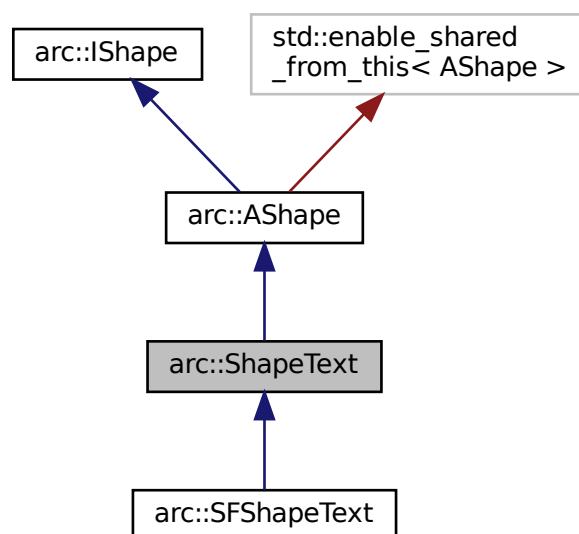 arc::IShape
std::enable_shared
_from_this< AShape >
arc::AShape
arc::ShapeText
arc::SFShapeText